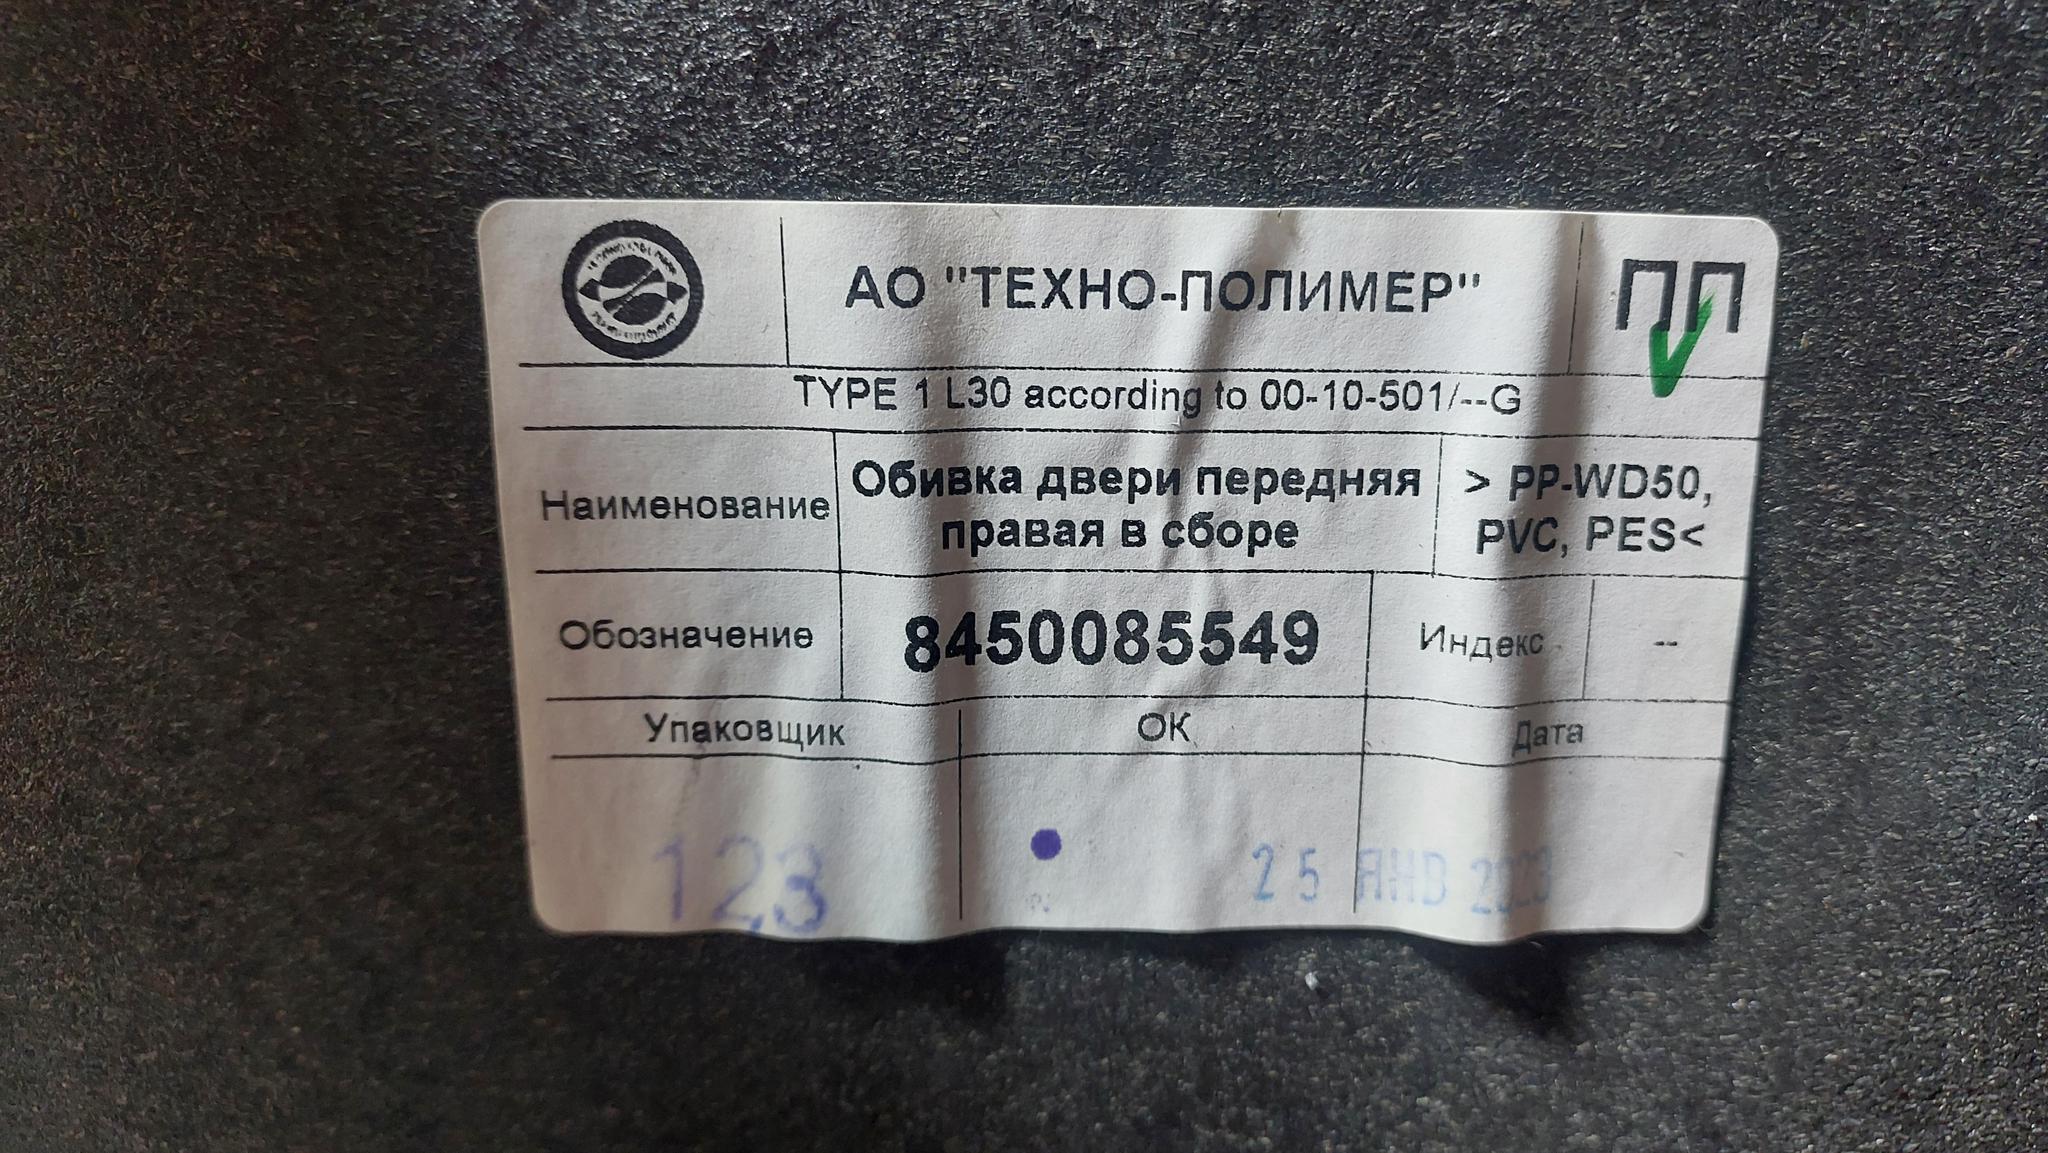 АО "ТЕХНО-ПОЛИМЕР"
ПП
TYPE 1 L30 according to 00-10-501/--G
Наименование
Обивка двери передняя
правая в сборе
> PP-WD50,
PVC, PES<
Обозначение
8450085549
Индекс
--
Упаковщик
ОК
Дата
123
25 ЯНВ 2023